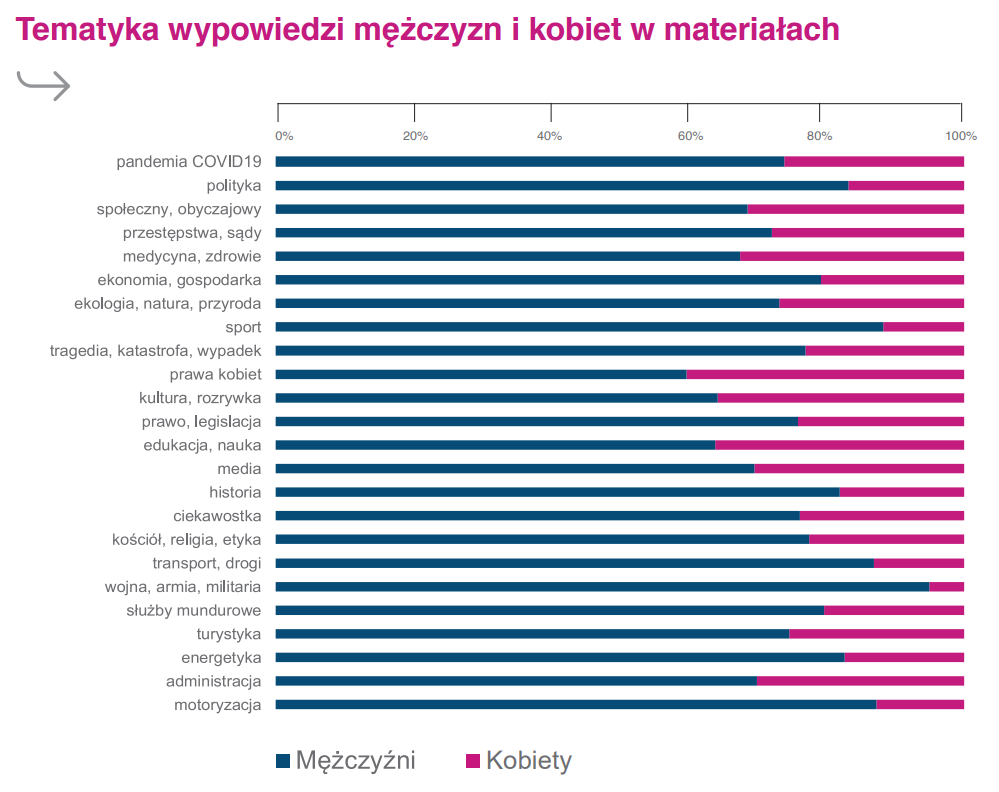 Tematyka wypowiedzi mężczyzn i kobiet w materiałach
0% 20% 40% 60% 80% 100%
pandemia COVID19
polityka
społeczny, obyczajowy
przestępstwa, sądy
medycyna, zdrowie
ekonomia, gospodarka
ekologia, natura, przyroda
sport
tragedia, katastrofa, wypadek
prawa kobiet
kultura, rozrywka
prawo, legislacja
edukacja, nauka
media
historia
ciekawostka
kościół, religia, etyka
transport, drogi
wojna, armia, militaria
służby mundurowe
turystyka
energetyka
administracja
motoryzacja
Mężczyźni Kobiety